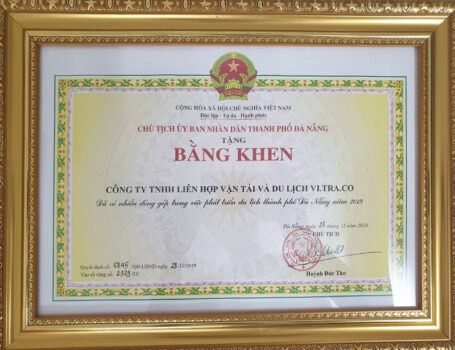 CỘNG HÒA XÃ HỘI CHỦ NGHĨA VIỆT NAM
Độc lập - Tự do - Hạnh phúc
CHỦ TỊCH ỦY BAN NHÂN DÂN THÀNH PHỐ ĐÀ NẴNG
TẶNG
BẰNG KHEN
CÔNG TY TNHH LIÊN HỢP VẬN TẢI VÀ DU LỊCH VI.TRA.CO
Đã có nhiều đóng góp trong việc phát triển du lịch thành phố Đà Nẵng năm 2019
Đà Nẵng, ngày 23 tháng 12 năm 2019
CHỦ TỊCH
Quyết định số: 5745 /QĐ-UBND ngày 23/12/2019
Vào sổ vàng số: /SV
Huỳnh Đức Thơ